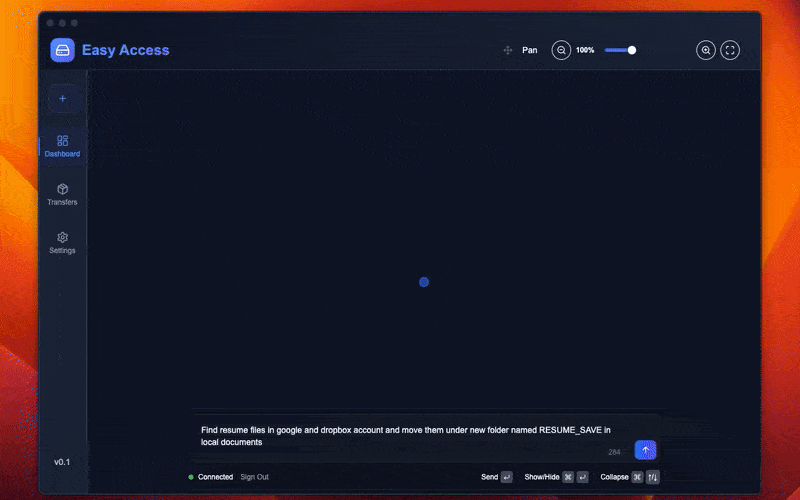 Easy Access
Pan
100%
+
Dashboard
Transfers
Settings
Find resume files in google and dropbox account and move them under new folder named RESUME_SAVE in
local documents
284
v0.1
Connected
Sign Out
Send ↵
Show/Hide ⌘ ↵
Collapse ⌘ ↑/↓